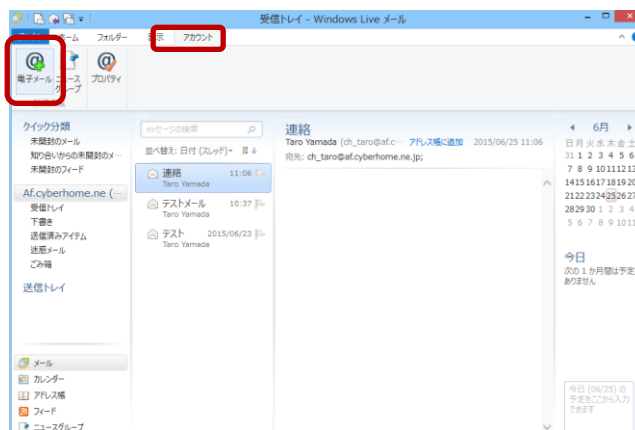 受信トレイ - Windows Live メール
ホーム フォルダー 表示 アカウント
電子メール ニュースグループ プロパティ
クイック分類
未開封のメール
知り合いからの未開封のメ…
未開封のフィード
Af.cyberhome.ne (…
受信トレイ
下書き
送信済みアイテム
迷惑メール
ごみ箱
送信トレイ
メール
カレンダー
アドレス帳
フィード
ニュースグループ
メッセージの検索
並べ替え: 日付 (スレッド)
連絡 11:06
Taro Yamada
テストメール 10:37
Taro Yamada
テスト 2015/06/23
Taro Yamada
連絡
Taro Yamada (ch_taro@af.c… アドレス帳に追加 2015/06/25 11:06
宛先: ch_taro@af.cyberhome.ne.jp;
6月
日 月 火 水 木 金 土
31 1 2 3 4 5 6
7 8 9 10 11 12 13
14 15 16 17 18 19 20
21 22 23 24 25 26 27
28 29 30 1 2 3 4
5 6 7 8 9 10 11
今日
次の 1 か月間は予定
ありません
今日 (06/25) の
予定をここから入力
できます